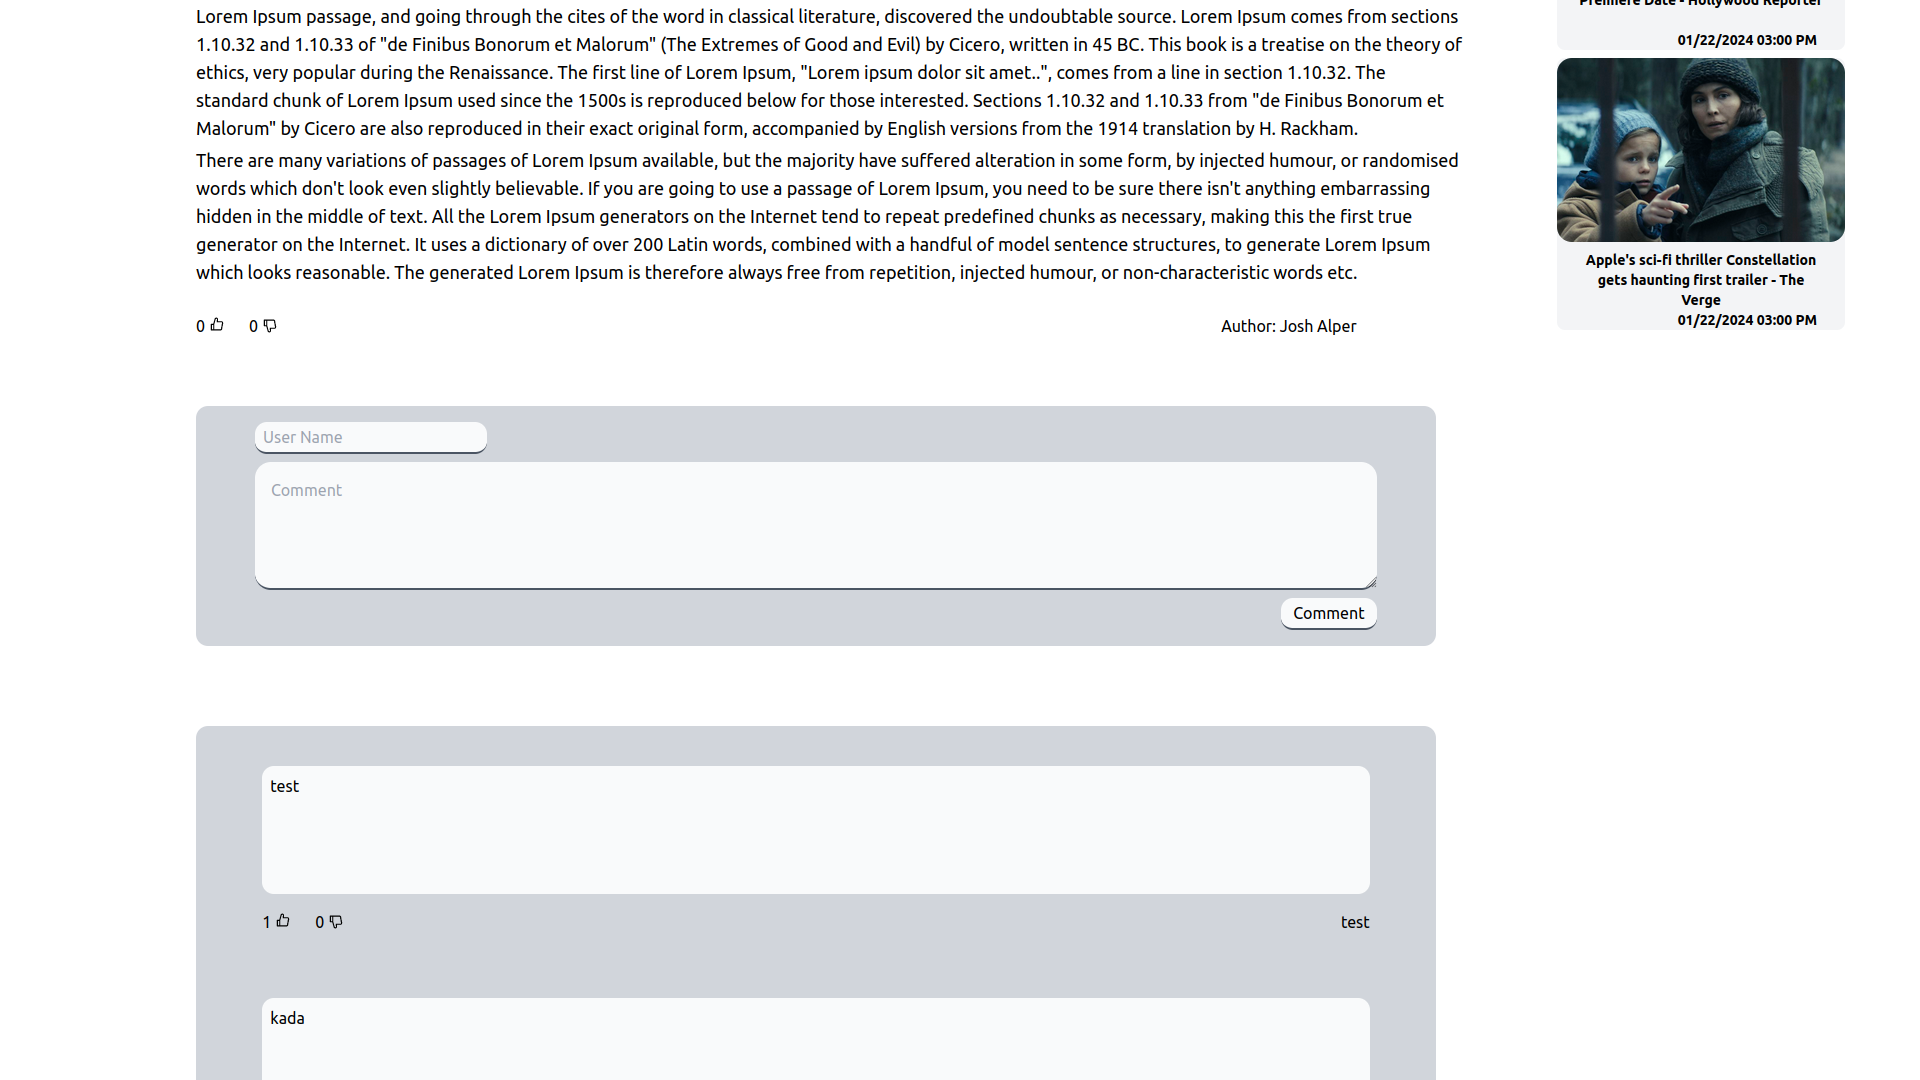 Lorem Ipsum passage, and going through the cites of the word in classical literature, discovered the undoubtable source. Lorem Ipsum comes from sections
1.10.32 and 1.10.33 of "de Finibus Bonorum et Malorum" (The Extremes of Good and Evil) by Cicero, written in 45 BC. This book is a treatise on the theory of
ethics, very popular during the Renaissance. The first line of Lorem Ipsum, "Lorem ipsum dolor sit amet..", comes from a line in section 1.10.32. The
standard chunk of Lorem Ipsum used since the 1500s is reproduced below for those interested. Sections 1.10.32 and 1.10.33 from "de Finibus Bonorum et
Malorum" by Cicero are also reproduced in their exact original form, accompanied by English versions from the 1914 translation by H. Rackham.
There are many variations of passages of Lorem Ipsum available, but the majority have suffered alteration in some form, by injected humour, or randomised
words which don't look even slightly believable. If you are going to use a passage of Lorem Ipsum, you need to be sure there isn't anything embarrassing
hidden in the middle of text. All the Lorem Ipsum generators on the Internet tend to repeat predefined chunks as necessary, making this the first true
generator on the Internet. It uses a dictionary of over 200 Latin words, combined with a handful of model sentence structures, to generate Lorem Ipsum
which looks reasonable. The generated Lorem Ipsum is therefore always free from repetition, injected humour, or non-characteristic words etc.
0 0 Author: Josh Alper
User Name
Comment
Comment
test
1 0 test
kada
Premiere Date - Hollywood Reporter
01/22/2024 03:00 PM
Apple's sci-fi thriller Constellation
gets haunting first trailer - The
Verge
01/22/2024 03:00 PM